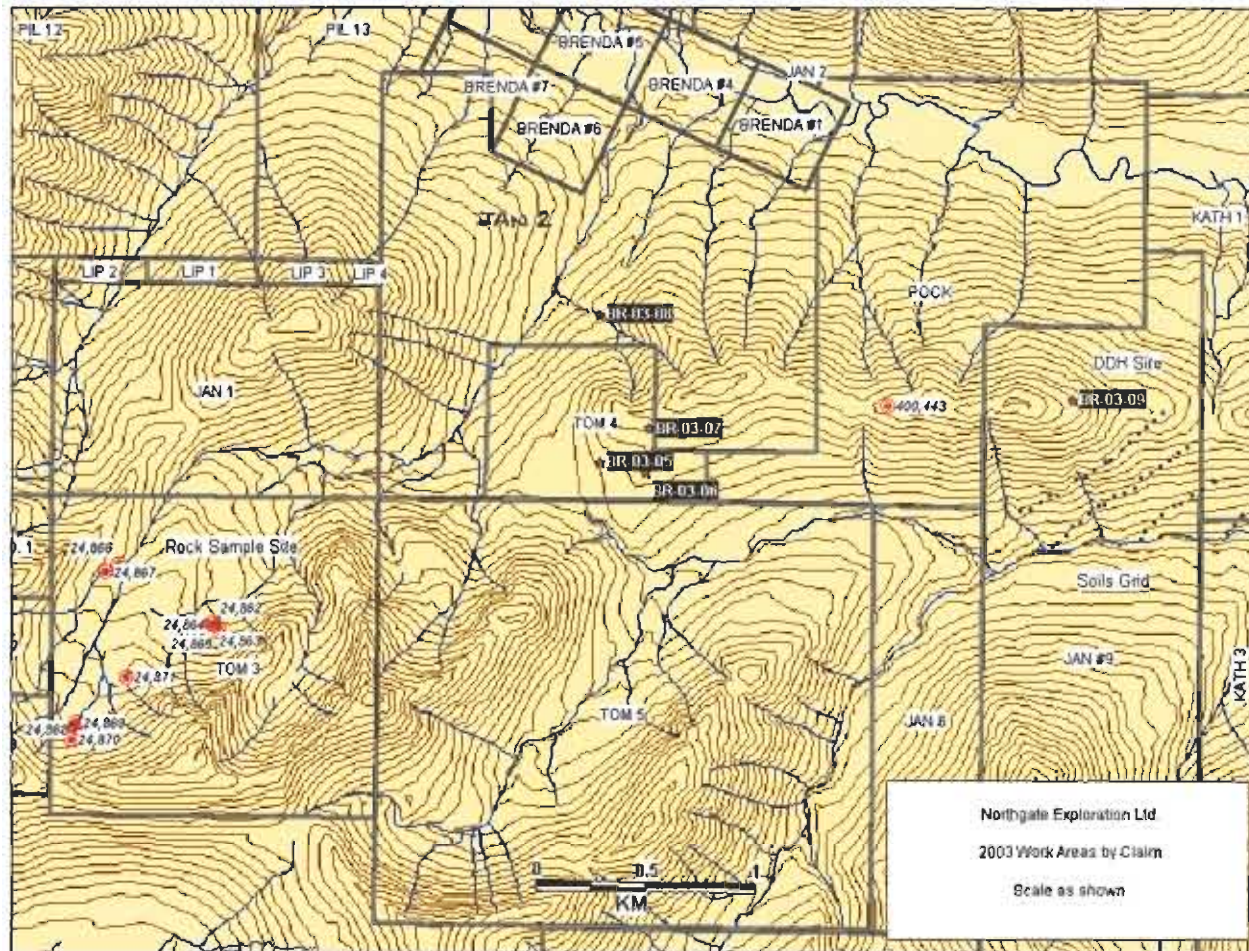 PIL 12
PIL 13
BRENDA #5
BRENDA #7
BRENDA #4
JAN 2
BRENDA #6
BRENDA #1
JAN 2
KATH 1
LIP 2
LIP 1
LIP 3
LIP 4
POCK
BR-03-08
JAN 1
DDH Site
400,443
BR-03-09
TOM 4
BR-03-07
BR-03-05
BR-03-06
24,866
Rock Sample Site
24,867
Soils Grid
24,862
24,864
24,865
24,863
TOM 3
24,871
JAN #9
KATH 3
TOM 5
JAN 8
24,868
24,869
24,870
0
0.5
1
KM
Northgate Exploration Ltd.
2003 Work Areas by Claim
Scale as shown